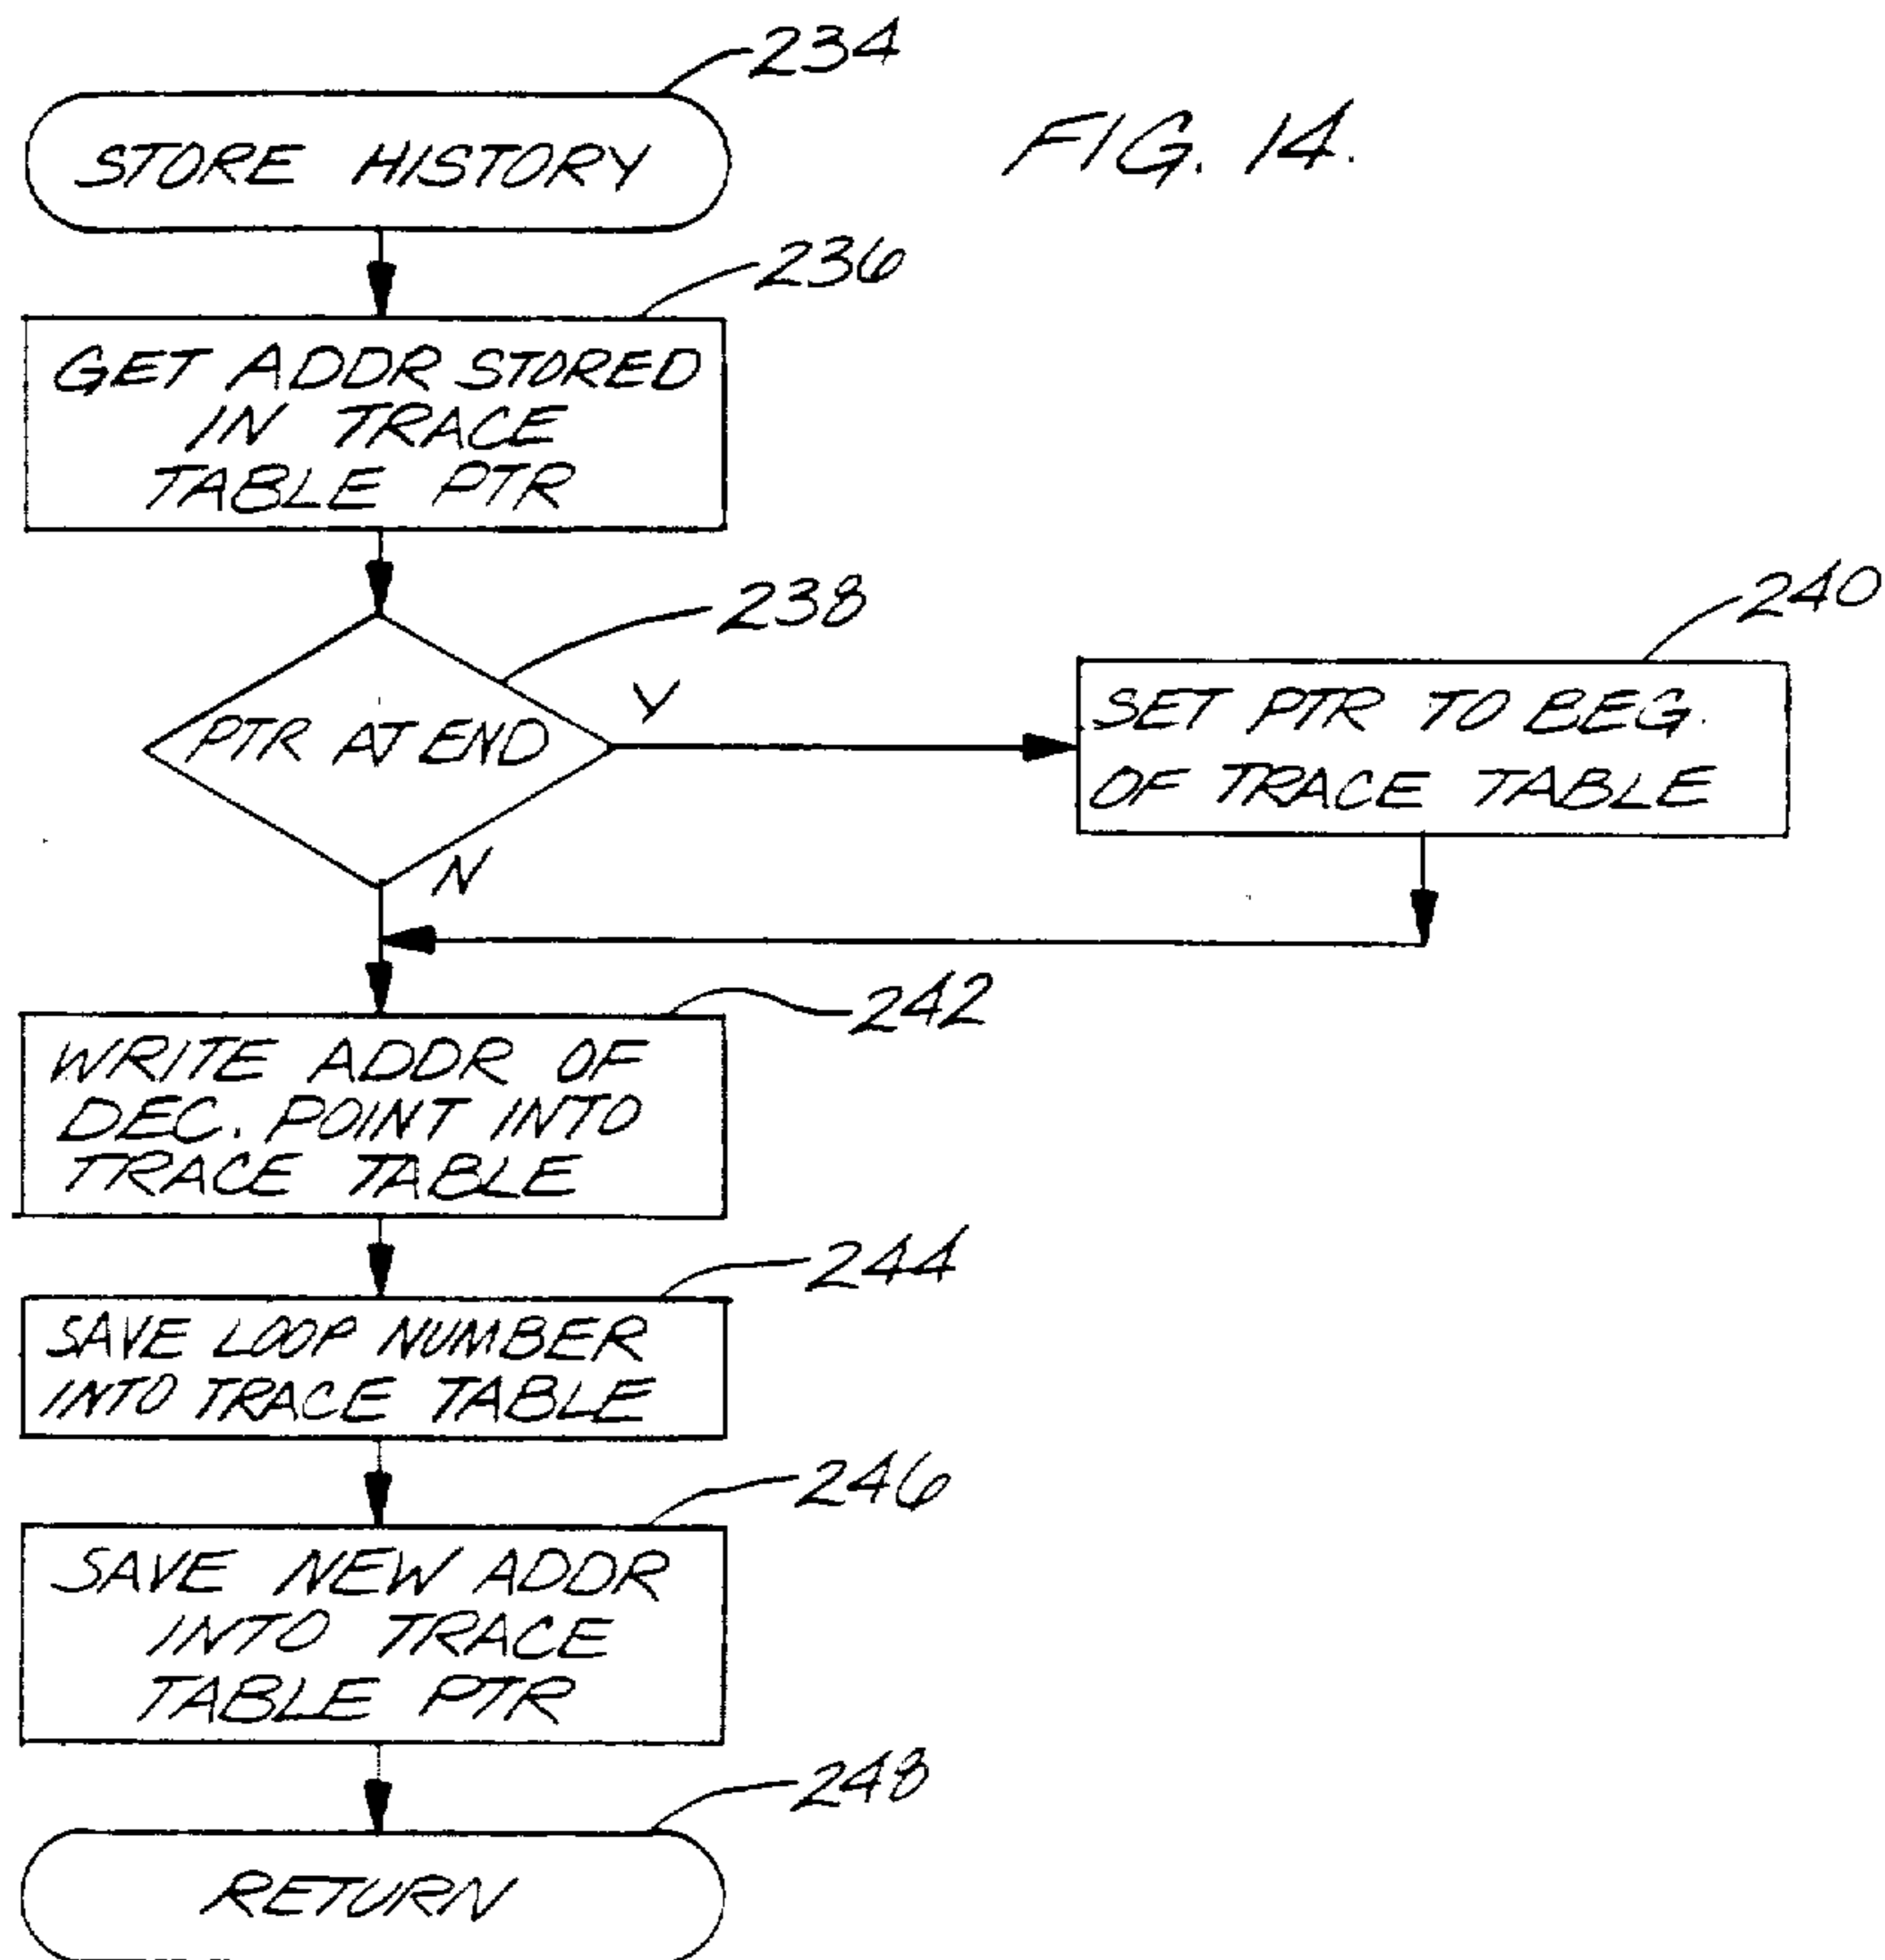 234
STORE HISTORY
FIG. 14.
236
GET ADDR STORED
IN TRACE
TABLE PTR
238
PTR AT END
Y
N
240
SET PTR TO BEG.
OF TRACE TABLE
242
WRITE ADDR OF
DEC. POINT INTO
TRACE TABLE
244
SAVE LOOP NUMBER
INTO TRACE TABLE
246
SAVE NEW ADDR
INTO TRACE
TABLE PTR
248
RETURN